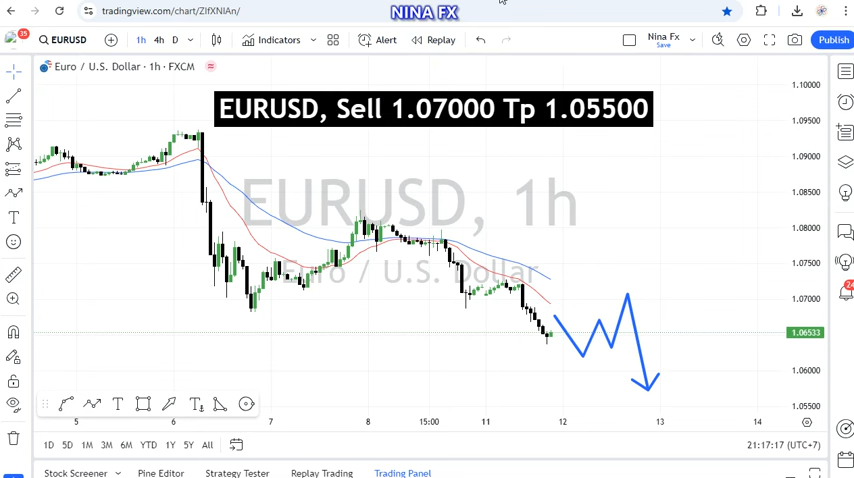 NINA FX
tradingview.com/chart/ZIfXNIAn/
35
EURUSD
1h 4h D
Indicators
Alert
Replay
Nina Fx
Save
Publish
Euro / U.S. Dollar · 1h · FXCM
EURUSD, Sell 1.07000 Tp 1.05500
EURUSD, 1h
Euro / U.S. Dollar
1.10000
1.09500
1.09000
1.08500
1.08000
1.07500
1.07000
1.06533
1.06000
1.05500
24
5 6 7 8 15:00 11 12 13 14
1D 5D 1M 3M 6M YTD 1Y 5Y All
21:17:17 (UTC+7)
Stock Screener Pine Editor Strategy Tester Replay Trading Trading Panel